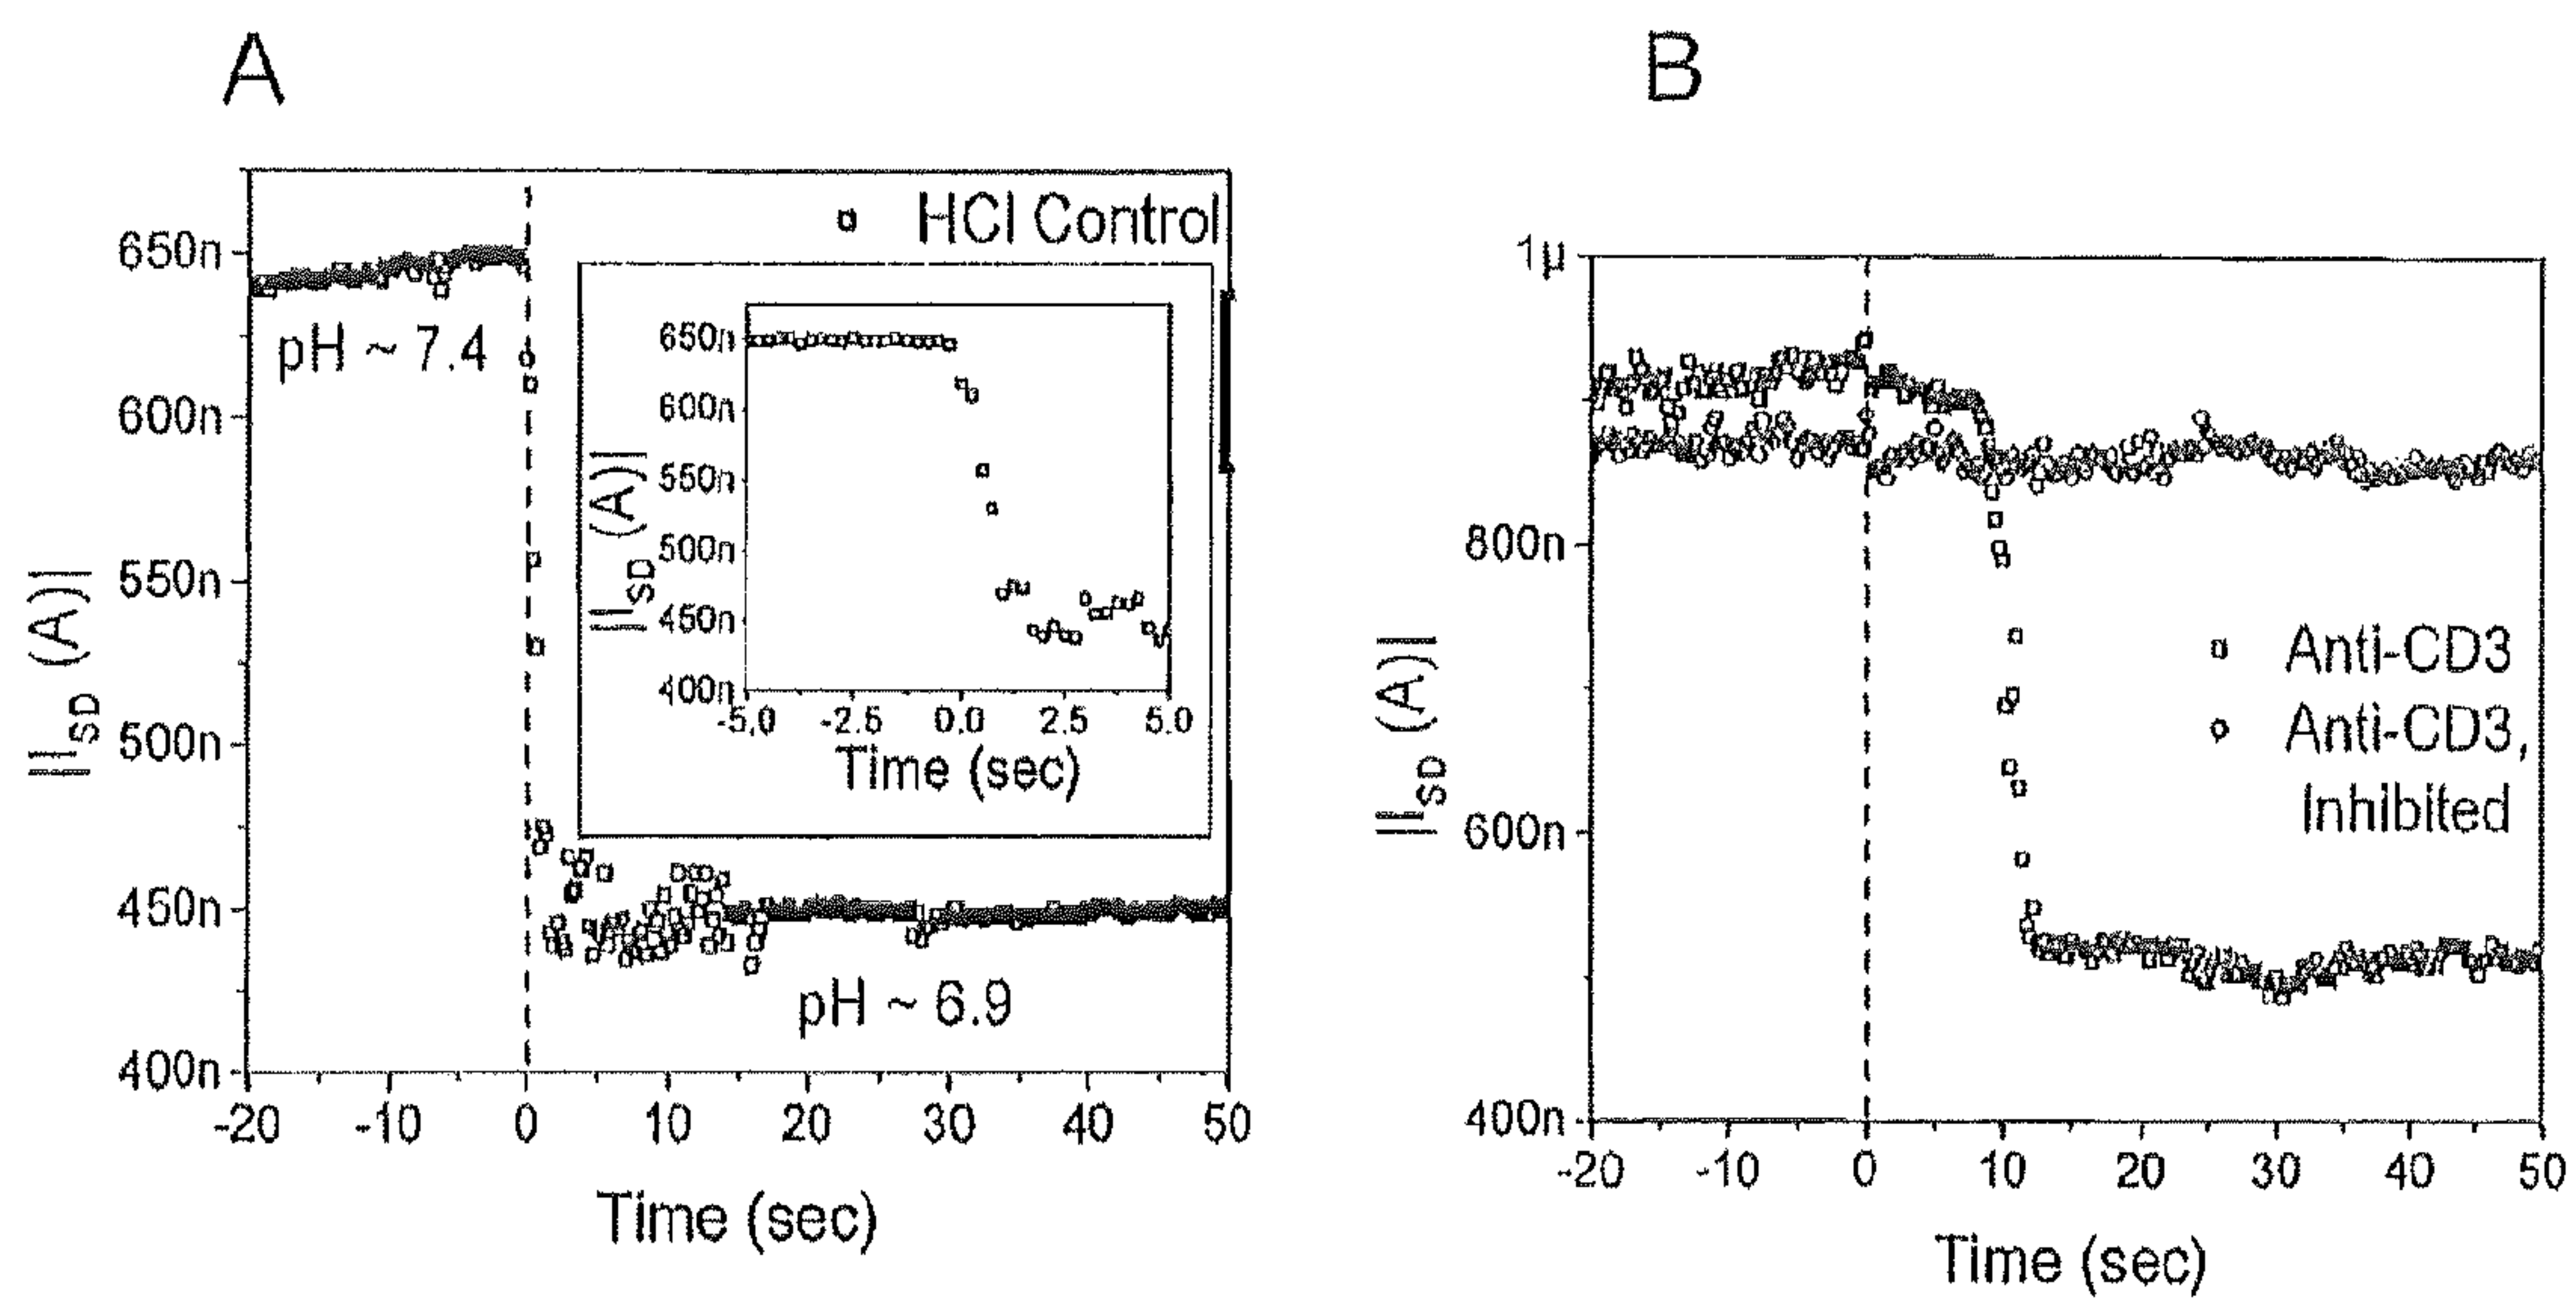 A
HCl Control
650n
600n
550n
500n
450n
400n
|I_SD (A)|
pH ~ 7.4
pH ~ 6.9
-20 -10 0 10 20 30 40 50
Time (sec)
650n
600n
550n
500n
450n
400n
|I_SD (A)|
-5.0 -2.5 0.0 2.5 5.0
Time (sec)
B
1µ
800n
600n
400n
|I_SD (A)|
Anti-CD3
Anti-CD3,
Inhibited
-20 -10 0 10 20 30 40 50
Time (sec)